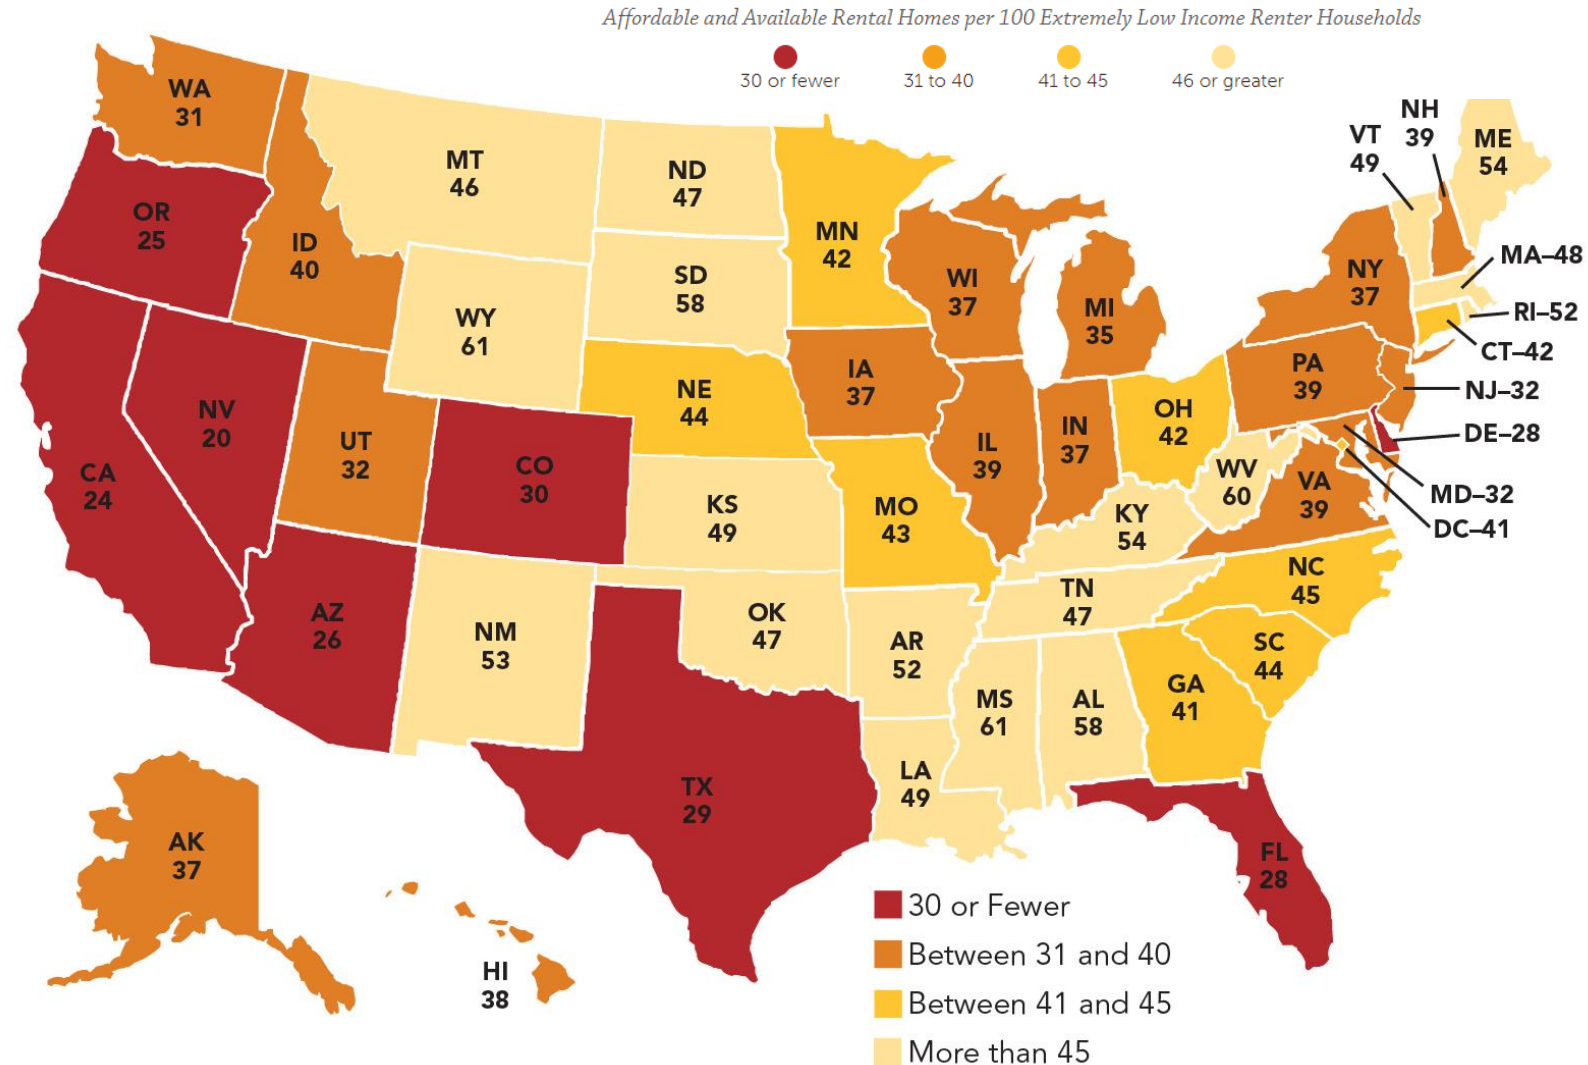 Affordable and Available Rental Homes per 100 Extremely Low Income Renter Households
30 or fewer
31 to 40
41 to 45
46 or greater
WA
31
MT
46
ND
47
MN
42
VT
49
NH
39
ME
54
OR
25
ID
40
WY
61
SD
58
WI
37
MI
35
NY
37
MA–48
RI–52
CT–42
NJ–32
DE–28
MD–32
DC–41
NV
20
UT
32
CO
30
NE
44
IA
37
IL
39
IN
37
OH
42
PA
39
WV
60
VA
39
CA
24
KS
49
MO
43
KY
54
NC
45
TN
47
AZ
26
NM
53
OK
47
AR
52
SC
44
MS
61
AL
58
GA
41
LA
49
TX
29
FL
28
AK
37
HI
38
30 or Fewer
Between 31 and 40
Between 41 and 45
More than 45